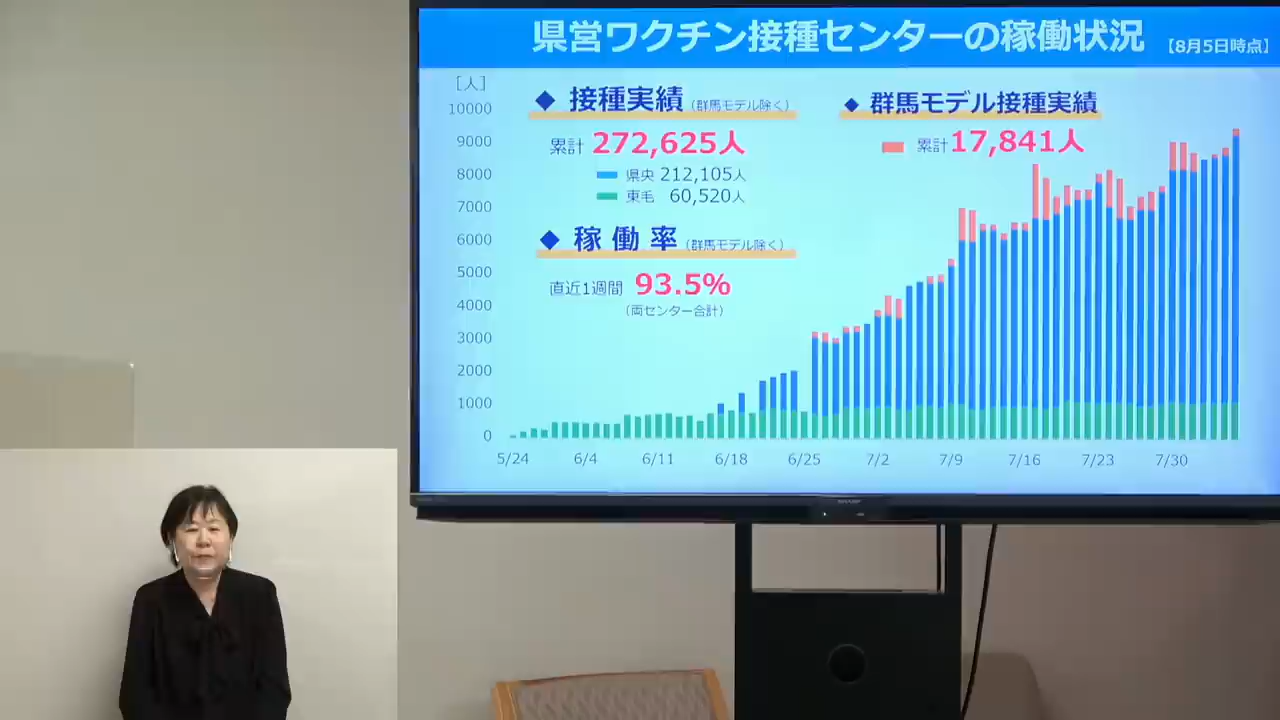 県営ワクチン接種センターの稼働状況 【8月5日時点】
[人]
10000
9000
8000
7000
6000
5000
4000
3000
2000
1000
0
◆ 接種実績 (群馬モデル除く)
累計 272,625人
県央 212,105人
東毛 60,520人
◆ 稼働率 (群馬モデル除く)
直近1週間 93.5%
(両センター合計)
◆ 群馬モデル接種実績
累計 17,841人
5/24 6/4 6/11 6/18 6/25 7/2 7/9 7/16 7/23 7/30
SHARP